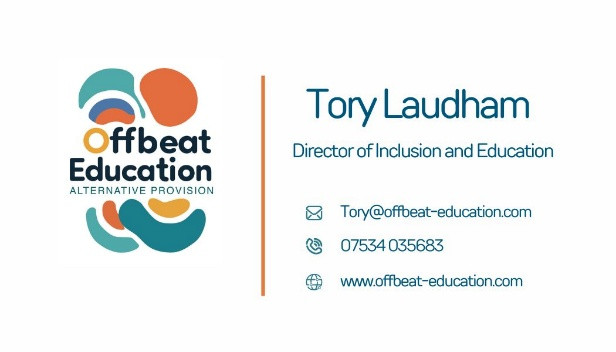 Offbeat
Education
ALTERNATIVE PROVISION
Tory Laudham
Director of Inclusion and Education
Tory@offbeat-education.com
07534 035683
www.offbeat-education.com